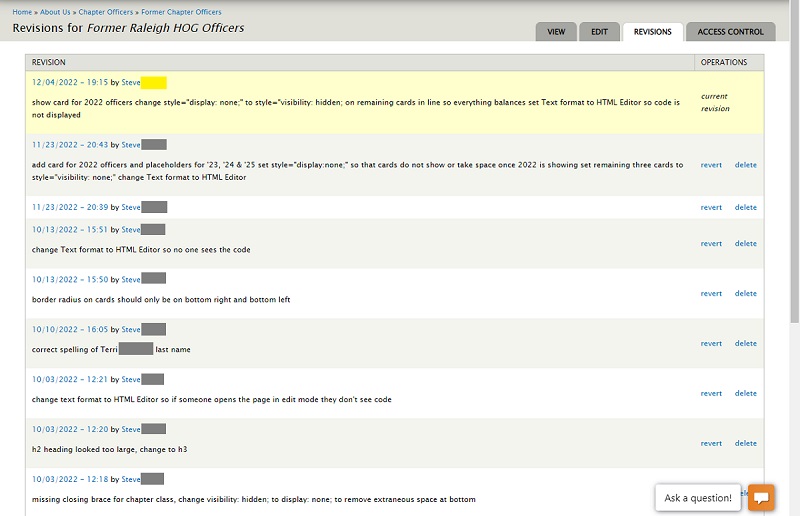 Home » About Us » Chapter Officers » Former Chapter Officers
Revisions for Former Raleigh HOG Officers
VIEW EDIT REVISIONS ACCESS CONTROL
REVISION OPERATIONS
12/04/2022 - 19:15 by Steve
show card for 2022 officers change style="display: none;" to style="visibility: hidden; on remaining cards in line so everything balances set Text format to HTML Editor so code is
not displayed
current
revision
11/23/2022 - 20:43 by Steve
add card for 2022 officers and placeholders for '23, '24 & '25 set style="display:none;" so that cards do not show or take space once 2022 is showing set remaining three cards to
style="visibility: none;" change Text format to HTML Editor
revert delete
11/23/2022 - 20:39 by Steve
revert delete
10/13/2022 - 15:51 by Steve
change Text format to HTML Editor so no one sees the code
revert delete
10/13/2022 - 15:50 by Steve
border radius on cards should only be on bottom right and bottom left
revert delete
10/10/2022 - 16:05 by Steve
correct spelling of Terri last name
revert delete
10/03/2022 - 12:21 by Steve
change text format to HTML Editor so if someone opens the page in edit mode they don't see code
revert delete
10/03/2022 - 12:20 by Steve
h2 heading looked too large, change to h3
revert delete
10/03/2022 - 12:18 by Steve
missing closing brace for chapter class, change visibility: hidden; to display: none; to remove extraneous space at bottom
Ask a question!